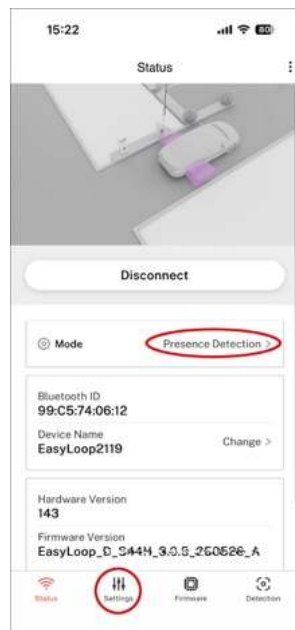 15:22
80
Status
Disconnect
Mode
Presence Detection >
Bluetooth ID
99:C5:74:06:12
Device Name
EasyLoop2119
Change >
Hardware Version
143
Firmware Version
Status
Settings
Firmware
Detection